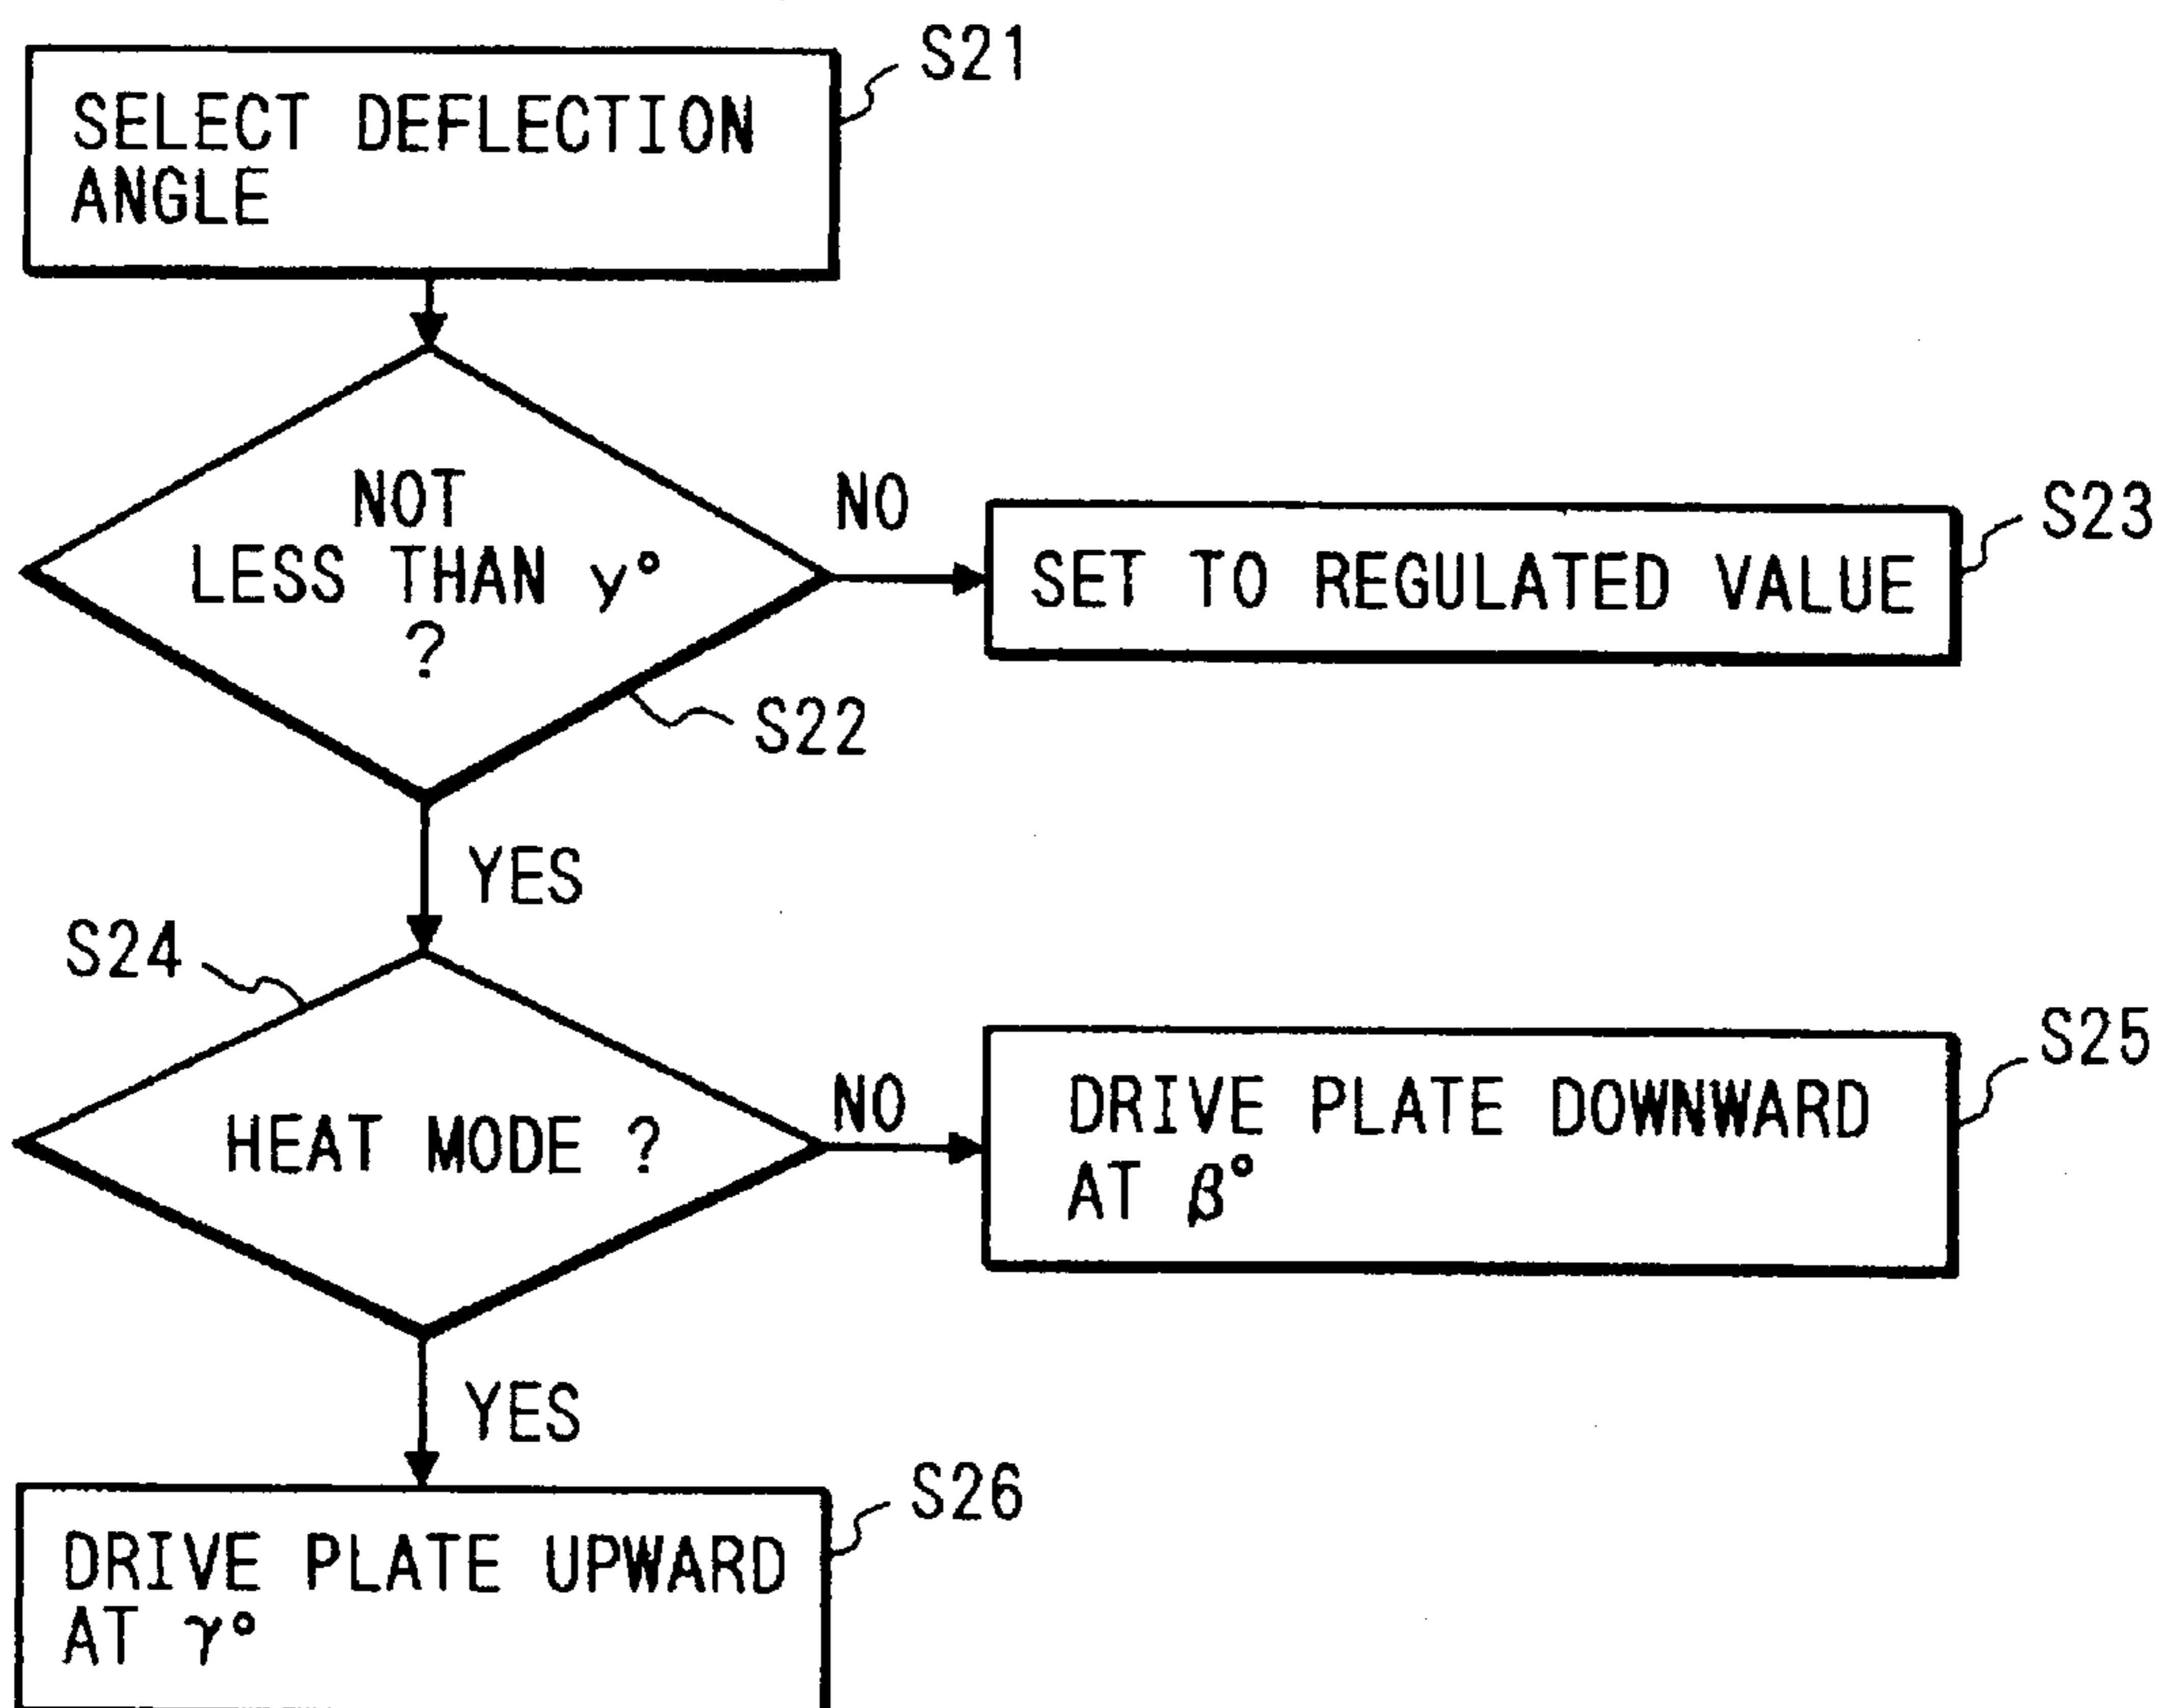 S21
SELECT DEFLECTION
ANGLE
NOT
LESS THAN y°
?
NO
S22
SET TO REGULATED VALUE
S23
YES
S24
HEAT MODE ?
NO
DRIVE PLATE DOWNWARD
AT β°
S25
YES
DRIVE PLATE UPWARD
AT γ°
S26